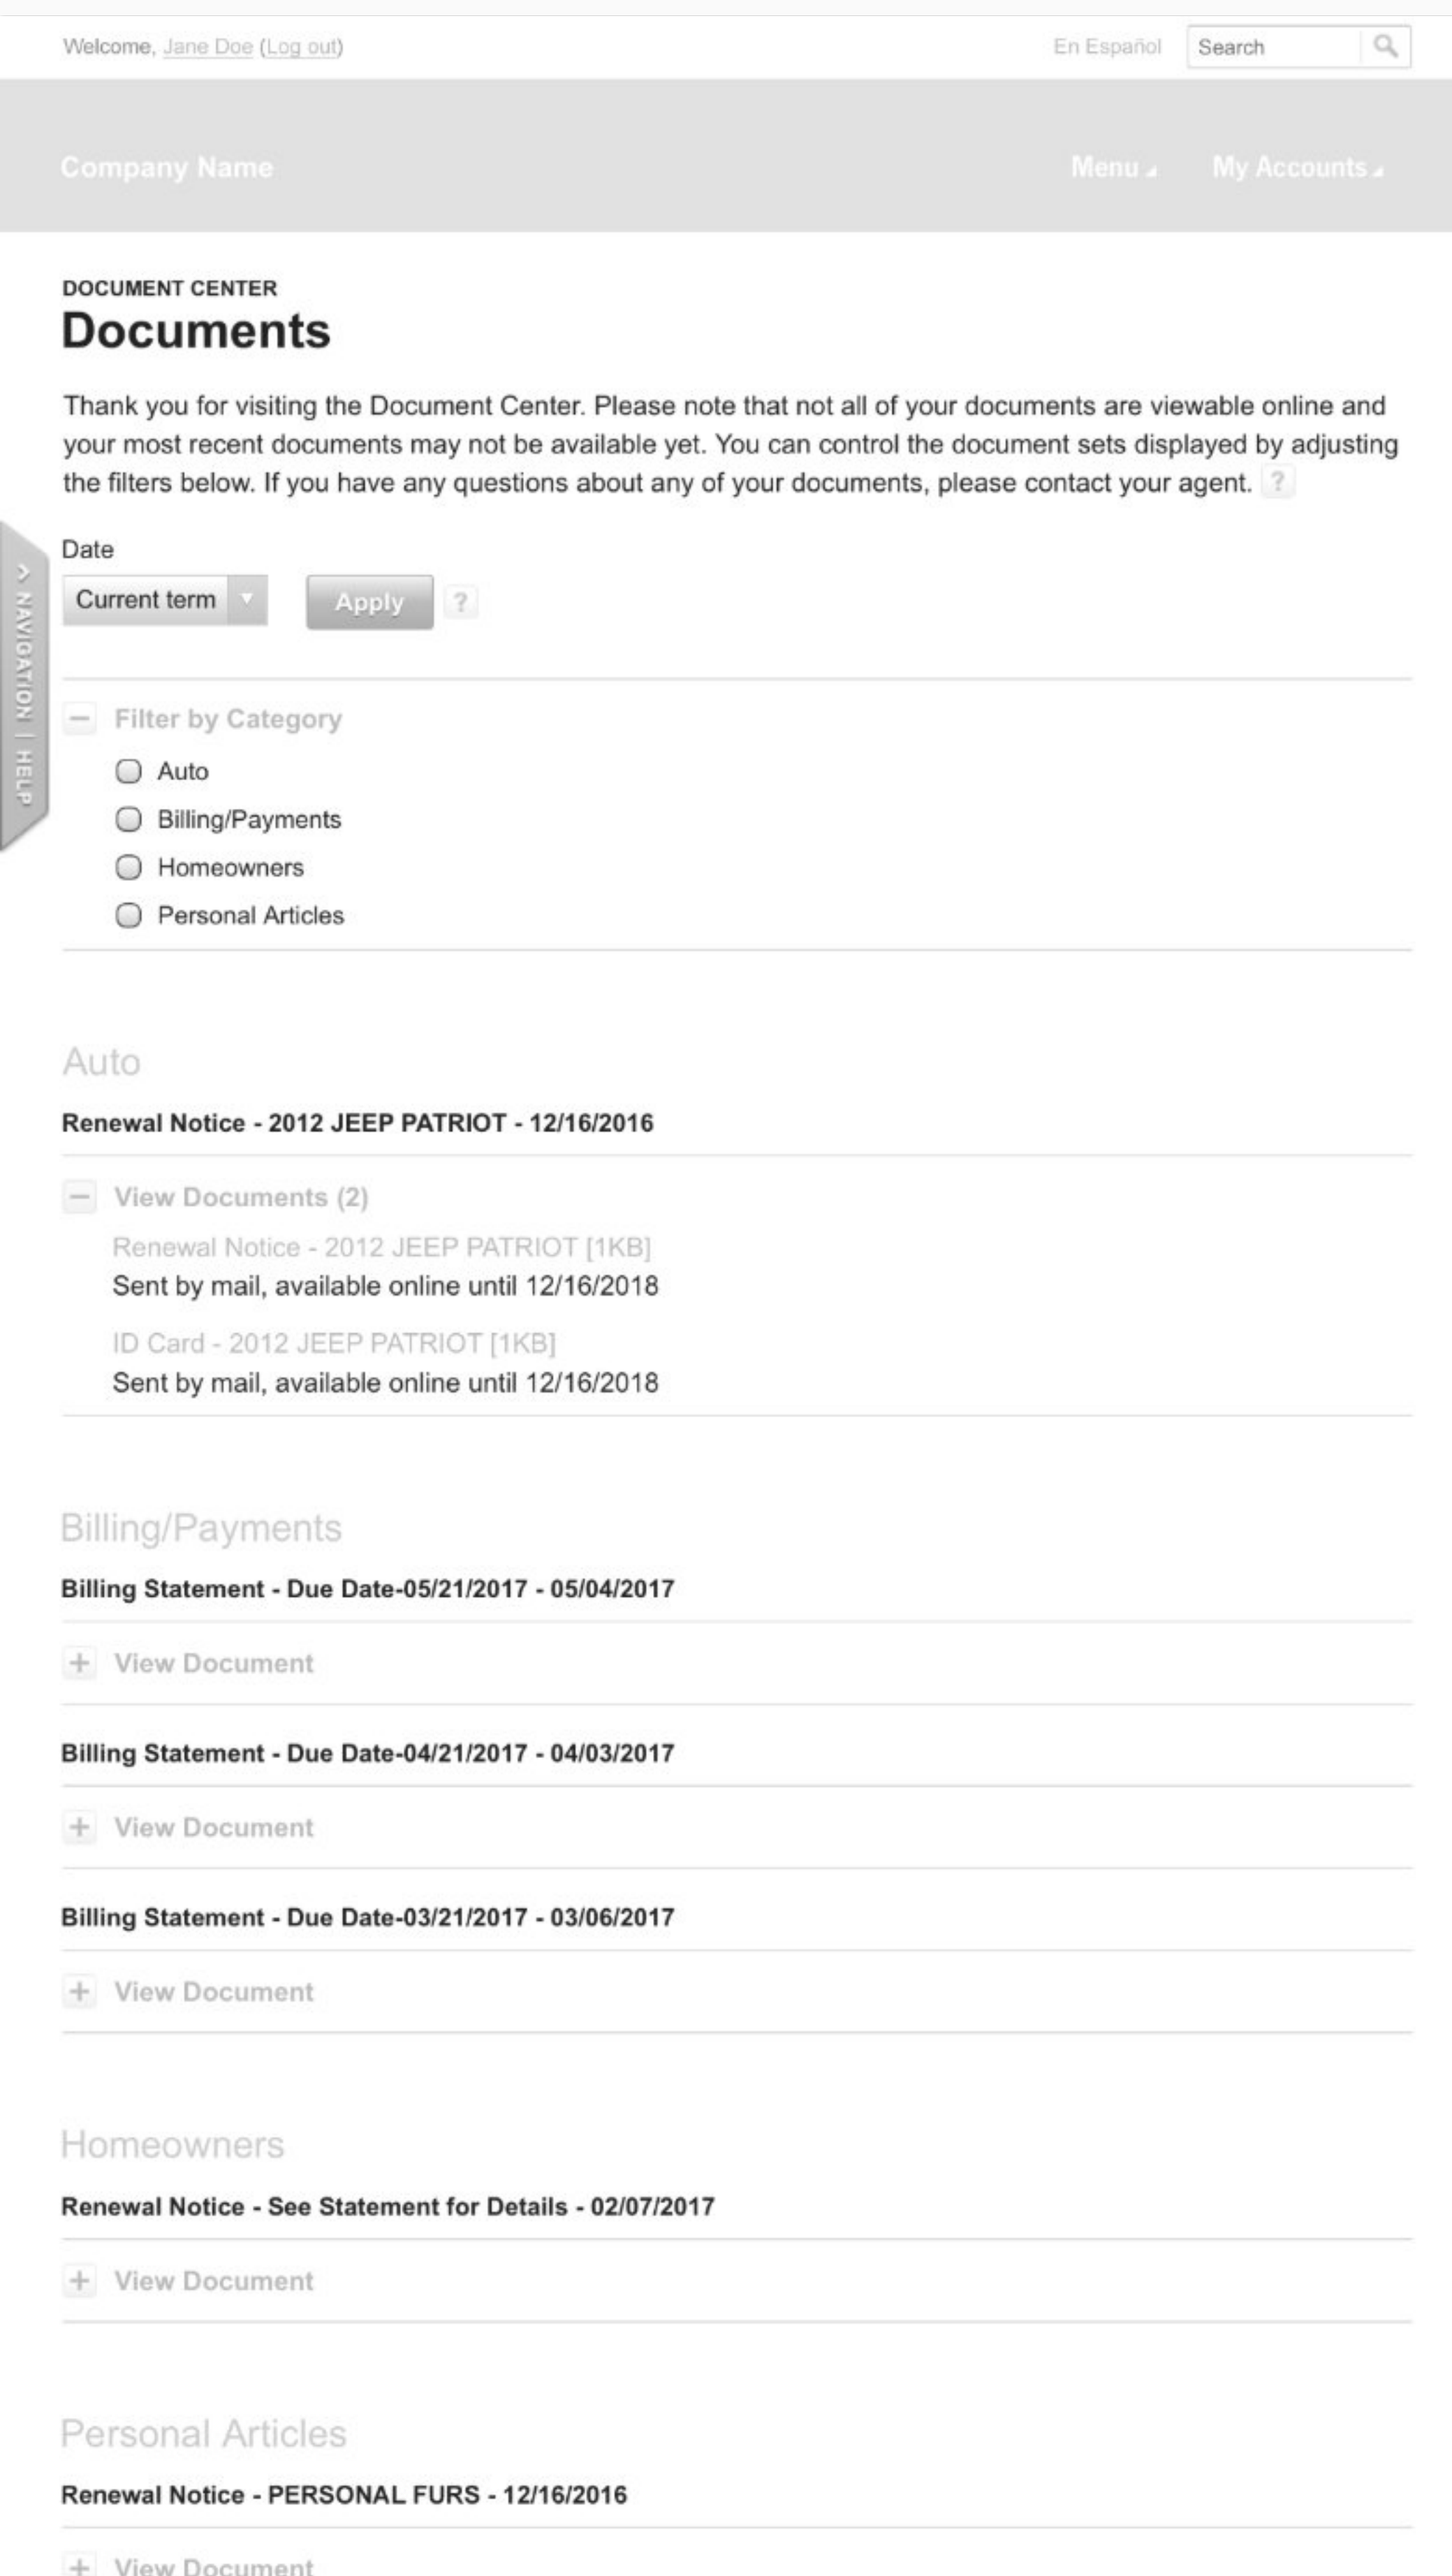 Welcome, Jane Doe (Log out)
En Español
Search
Company Name
Menu
My Accounts
DOCUMENT CENTER
Documents
Thank you for visiting the Document Center. Please note that not all of your documents are viewable online and
your most recent documents may not be available yet. You can control the document sets displayed by adjusting
the filters below. If you have any questions about any of your documents, please contact your agent. ?
Date
Current term
Apply ?
> NAVIGATION | HELP
Filter by Category
Auto
Billing/Payments
Homeowners
Personal Articles
Auto
Renewal Notice - 2012 JEEP PATRIOT - 12/16/2016
View Documents (2)
Renewal Notice - 2012 JEEP PATRIOT [1KB]
Sent by mail, available online until 12/16/2018
ID Card - 2012 JEEP PATRIOT [1KB]
Sent by mail, available online until 12/16/2018
Billing/Payments
Billing Statement - Due Date-05/21/2017 - 05/04/2017
View Document
Billing Statement - Due Date-04/21/2017 - 04/03/2017
View Document
Billing Statement - Due Date-03/21/2017 - 03/06/2017
View Document
Homeowners
Renewal Notice - See Statement for Details - 02/07/2017
View Document
Personal Articles
Renewal Notice - PERSONAL FURS - 12/16/2016
View Document